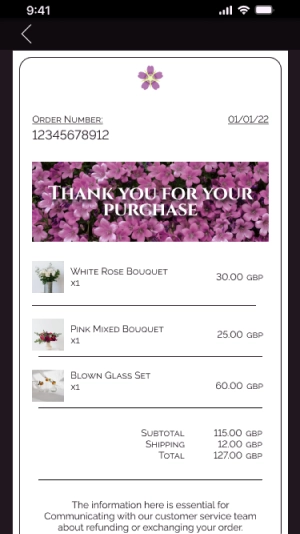 9:41
Order Number:
01/01/22
12345678912
Thank you for your
purchase
White Rose Bouquet
x1
30.00 GBP
Pink Mixed Bouquet
x1
25.00 GBP
Blown Glass Set
x1
60.00 GBP
Subtotal 115.00 GBP
Shipping 12.00 GBP
Total 127.00 GBP
The information here is essential for
Communicating with our customer service team
about refunding or exchanging your order.